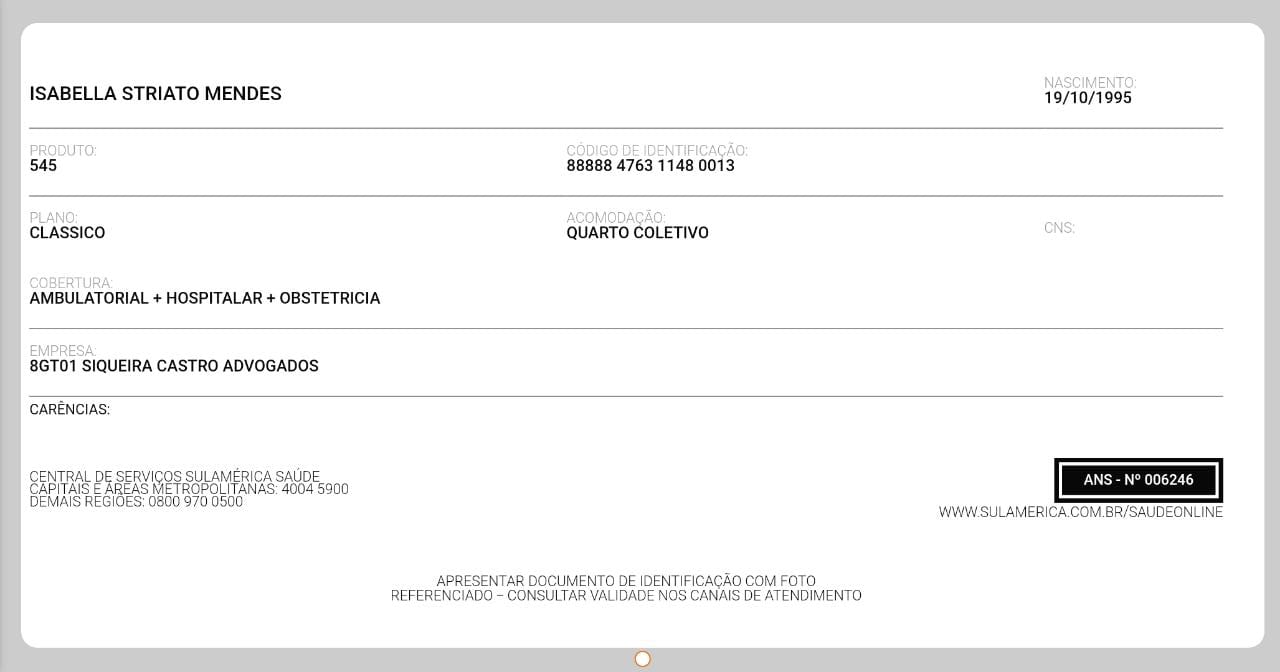 ISABELLA STRIATO MENDES
NASCIMENTO:
19/10/1995
PRODUTO:
545
CÓDIGO DE IDENTIFICAÇÃO:
88888 4763 1148 0013
PLANO:
CLASSICO
ACOMODAÇÃO:
QUARTO COLETIVO
CNS:
COBERTURA:
AMBULATORIAL + HOSPITALAR + OBSTETRICIA
EMPRESA:
8GT01 SIQUEIRA CASTRO ADVOGADOS
CARÊNCIAS:
CENTRAL DE SERVIÇOS SULAMÉRICA SAÚDE
CAPITAIS E ÁREAS METROPOLITANAS: 4004 5900
DEMAIS REGIÕES: 0800 970 0500
ANS - Nº 006246
WWW.SULAMERICA.COM.BR/SAUDEONLINE
APRESENTAR DOCUMENTO DE IDENTIFICAÇÃO COM FOTO
REFERENCIADO – CONSULTAR VALIDADE NOS CANAIS DE ATENDIMENTO